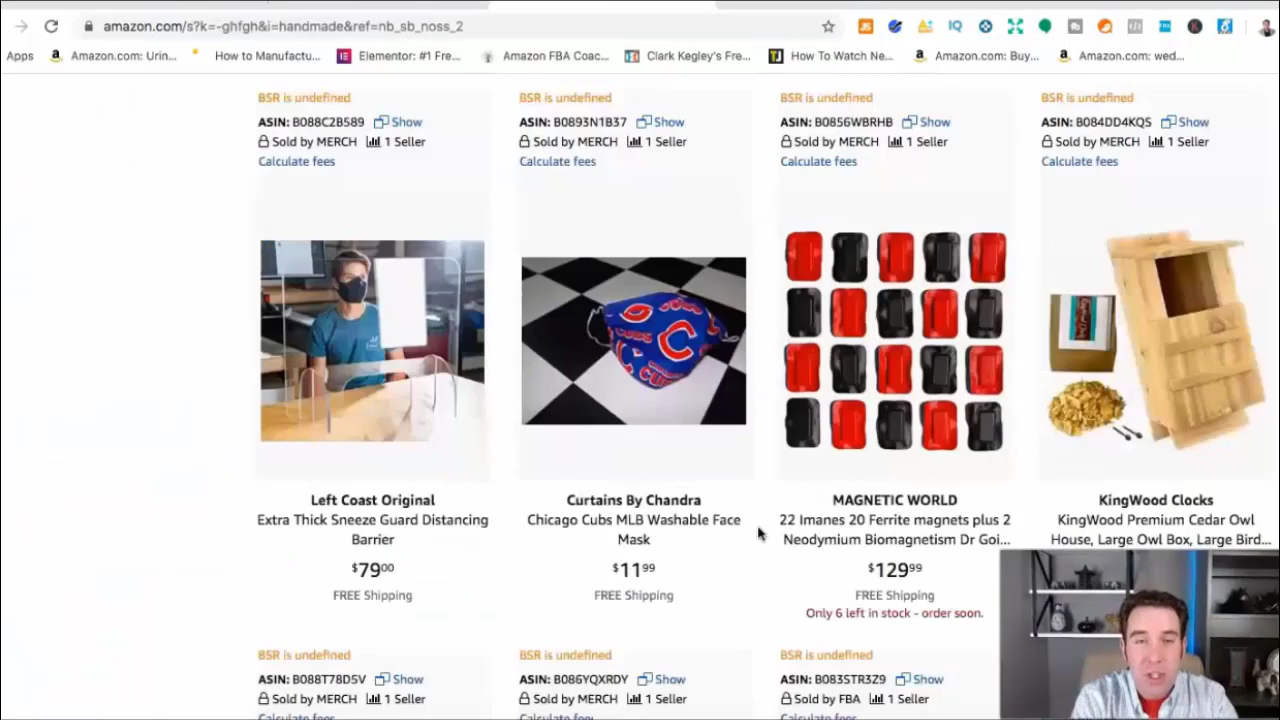 amazon.com/s?k=-ghfgh&i=handmade&ref=nb_sb_noss_2
Apps
Amazon.com: Urin...
How to Manufactu...
Elementor: #1 Fre...
Amazon FBA Coac...
Clark Kegley's Fre...
How To Watch Ne...
Amazon.com: Buy...
Amazon.com: wed...
BSR is undefined
ASIN: B088C2B589 Show
Sold by MERCH 1 Seller
Calculate fees
BSR is undefined
ASIN: B0893N1B37 Show
Sold by MERCH 1 Seller
Calculate fees
BSR is undefined
ASIN: B0856WBRHB Show
Sold by MERCH 1 Seller
Calculate fees
BSR is undefined
ASIN: B084DD4KQS Show
Sold by MERCH 1 Seller
Calculate fees
CUBS
C
Left Coast Original
Extra Thick Sneeze Guard Distancing
Barrier
$79.00
FREE Shipping
Curtains By Chandra
Chicago Cubs MLB Washable Face
Mask
$11.99
FREE Shipping
MAGNETIC WORLD
22 Imanes 20 Ferrite magnets plus 2
Neodymium Biomagnetism Dr Goi...
$129.99
FREE Shipping
Only 6 left in stock - order soon.
KingWood Clocks
KingWood Premium Cedar Owl
House, Large Owl Box, Large Bird...
BSR is undefined
ASIN: B088T78D5V Show
Sold by MERCH 1 Seller
Calculate fees
BSR is undefined
ASIN: B086YQXRDY Show
Sold by MERCH 1 Seller
Calculate fees
BSR is undefined
ASIN: B083STR3Z9 Show
Sold by FBA 1 Seller
Calculate fees